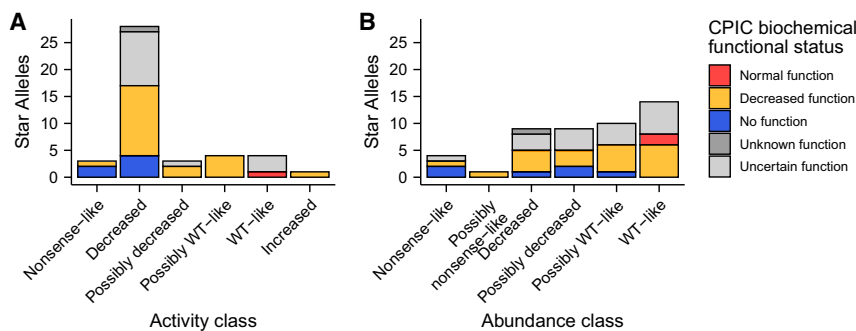 A
Star Alleles
25
20
15
10
5
0
Nonsense−like
Decreased
Possibly decreased
Possibly WT−like
WT−like
Increased
Activity class
B
Star Alleles
25
20
15
10
5
0
Nonsense−like
Possibly
nonsense−like
Decreased
Possibly decreased
Possibly WT−like
WT−like
Abundance class
CPIC biochemical
functional status
Normal function
Decreased function
No function
Unknown function
Uncertain function